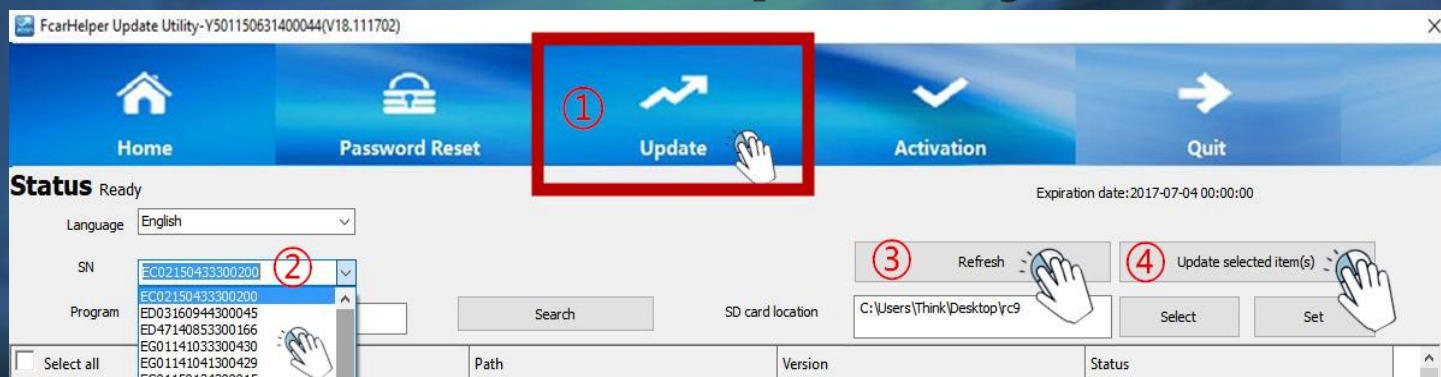 FcarHelper Update Utility-Y501150631400044(V18.111702)
Home
Password Reset
① Update
Activation
Quit
Status Ready
Expiration date:2017-07-04 00:00:00
Language English
SN EC02150433300200 ②
③ Refresh
④ Update selected item(s)
EC02150433300200
ED03160944300045
ED47140853300166
EG01141033300430
EG01141041300429
Program
Search
SD card location
C:\Users\Think\Desktop\rc9
Select
Set
Select all
Path
Version
Status